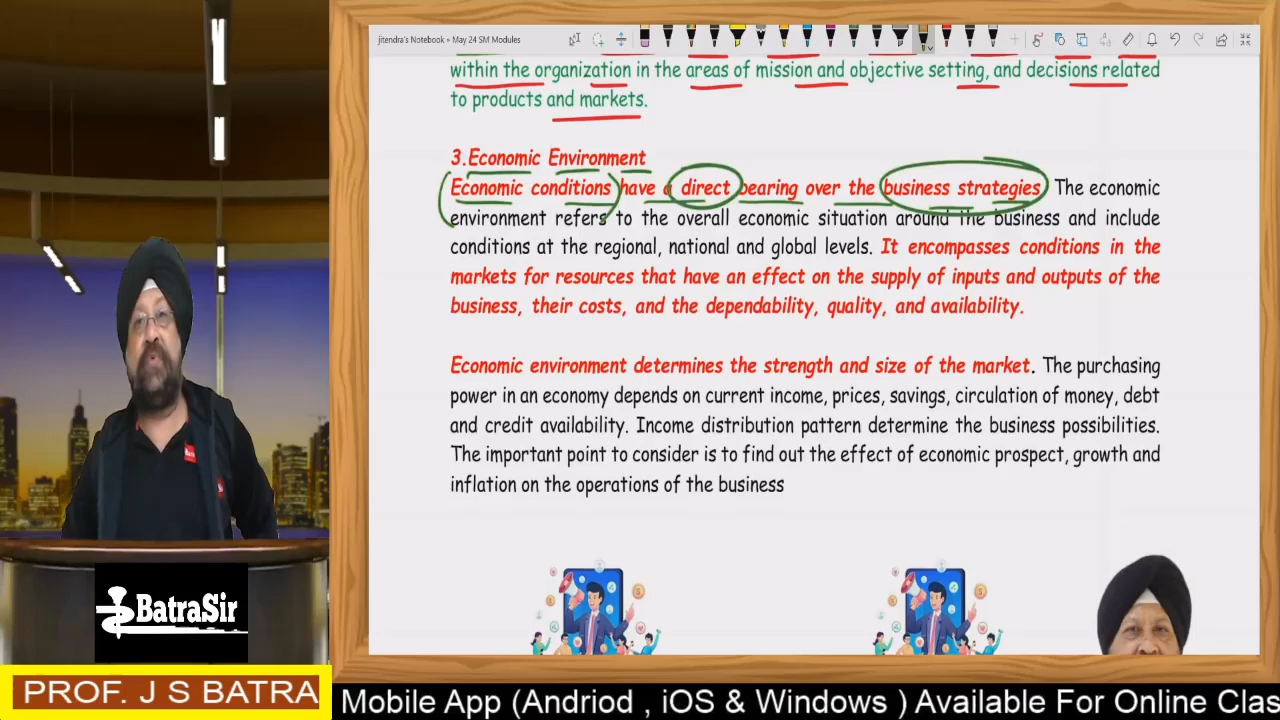 jitendra's Notebook » May 24 SM Modules
within the organization in the areas of mission and objective setting, and decisions related
to products and markets.
3.Economic Environment
Economic conditions have a direct bearing over the business strategies. The economic
environment refers to the overall economic situation around the business and include
conditions at the regional, national and global levels. It encompasses conditions in the
markets for resources that have an effect on the supply of inputs and outputs of the
business, their costs, and the dependability, quality, and availability.
Economic environment determines the strength and size of the market. The purchasing
power in an economy depends on current income, prices, savings, circulation of money, debt
and credit availability. Income distribution pattern determine the business possibilities.
The important point to consider is to find out the effect of economic prospect, growth and
inflation on the operations of the business
Batra
BatraSir
PROF. J S BATRA
Mobile App (Andriod , iOS & Windows ) Available For Online Clas